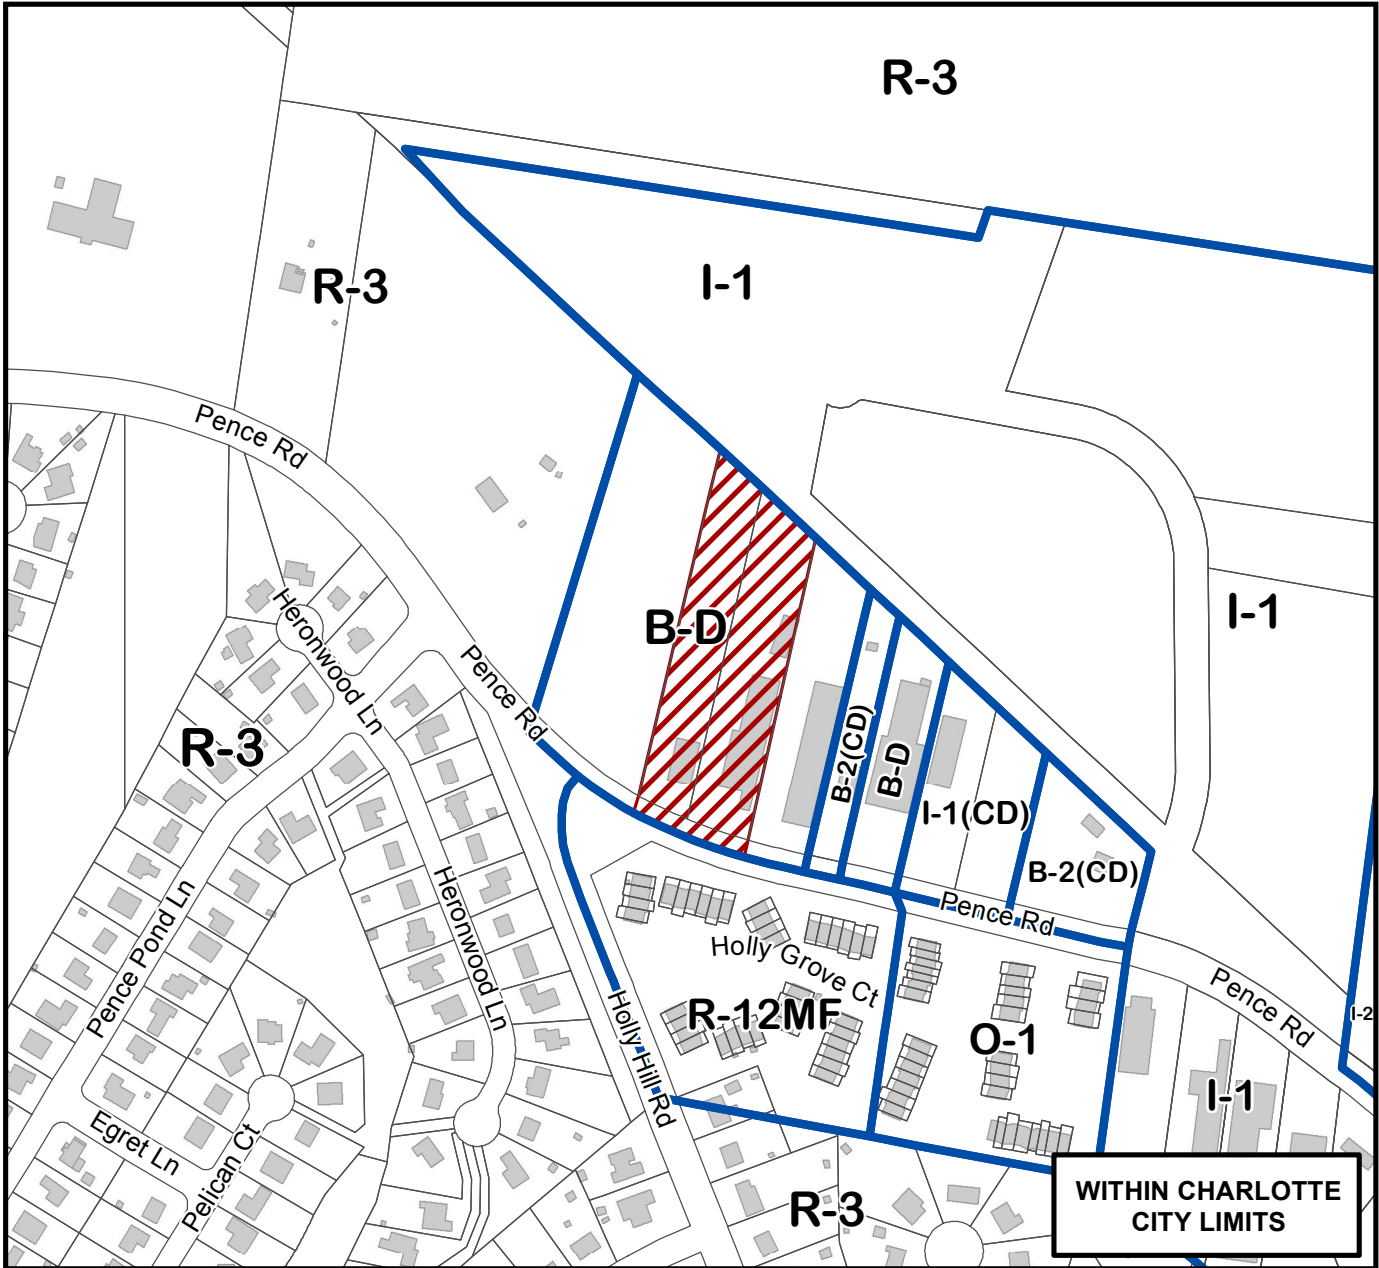 R-3
R-3
I-1
Pence Rd
I-1
Heronwood Ln
B-D
Pence Rd
R-3
B-2(CD)
B-D
I-1(CD)
B-2(CD)
Pence Rd
Heronwood Ln
Pence Pond Ln
Holly Grove Ct
Pence Rd
R-12MF
O-1
I-2
Holly Hill Rd
I-1
Egret Ln
Pelican Ct
R-3
WITHIN CHARLOTTE
CITY LIMITS